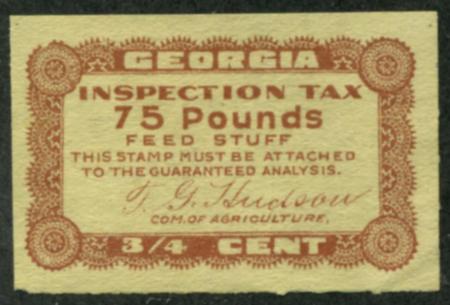 GEORGIA
INSPECTION TAX
75 Pounds
FEED STUFF
THIS STAMP MUST BE ATTACHED
TO THE GUARANTEED ANALYSIS.
T. G. Hudson
COM. OF AGRICULTURE,
3/4 CENT